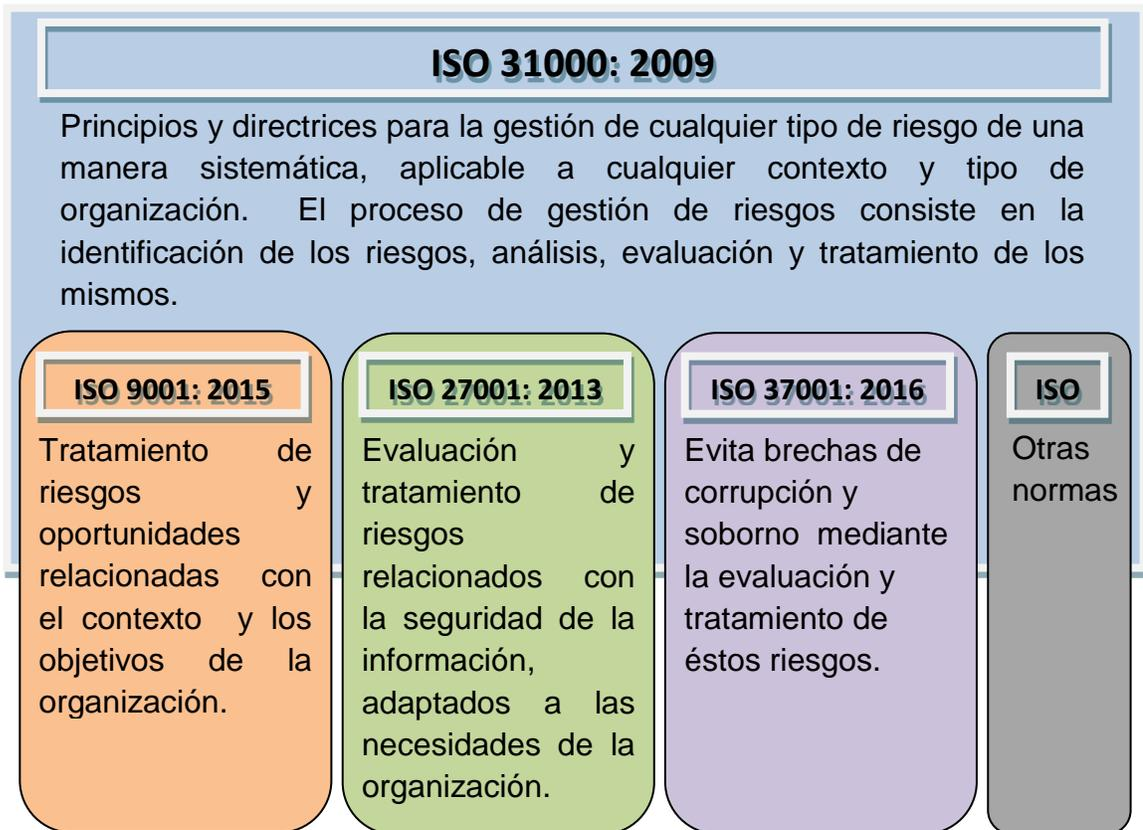 ISO 31000: 2009
Principios y directrices para la gestión de cualquier tipo de riesgo de una
manera sistemática, aplicable a cualquier contexto y tipo de
organización. El proceso de gestión de riesgos consiste en la
identificación de los riesgos, análisis, evaluación y tratamiento de los
mismos.
ISO 9001: 2015
Tratamiento de
riesgos y
oportunidades
relacionadas con
el contexto y los
objetivos de la
organización.
ISO 27001: 2013
Evaluación y
tratamiento de
riesgos
relacionados con
la seguridad de la
información,
adaptados a las
necesidades de la
organización.
ISO 37001: 2016
Evita brechas de
corrupción y
soborno mediante
la evaluación y
tratamiento de
éstos riesgos.
ISO
Otras
normas